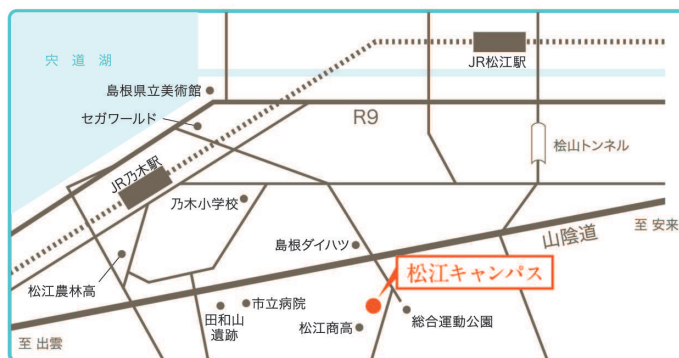 宍道湖
JR松江駅
島根県立美術館
セガワールド
R9
桧山トンネル
JR乃木駅
乃木小学校
至 安来
山陰道
島根ダイハツ
松江キャンパス
松江農林高
市立病院
田和山
遺跡
松江商高
総合運動公園
至 出雲